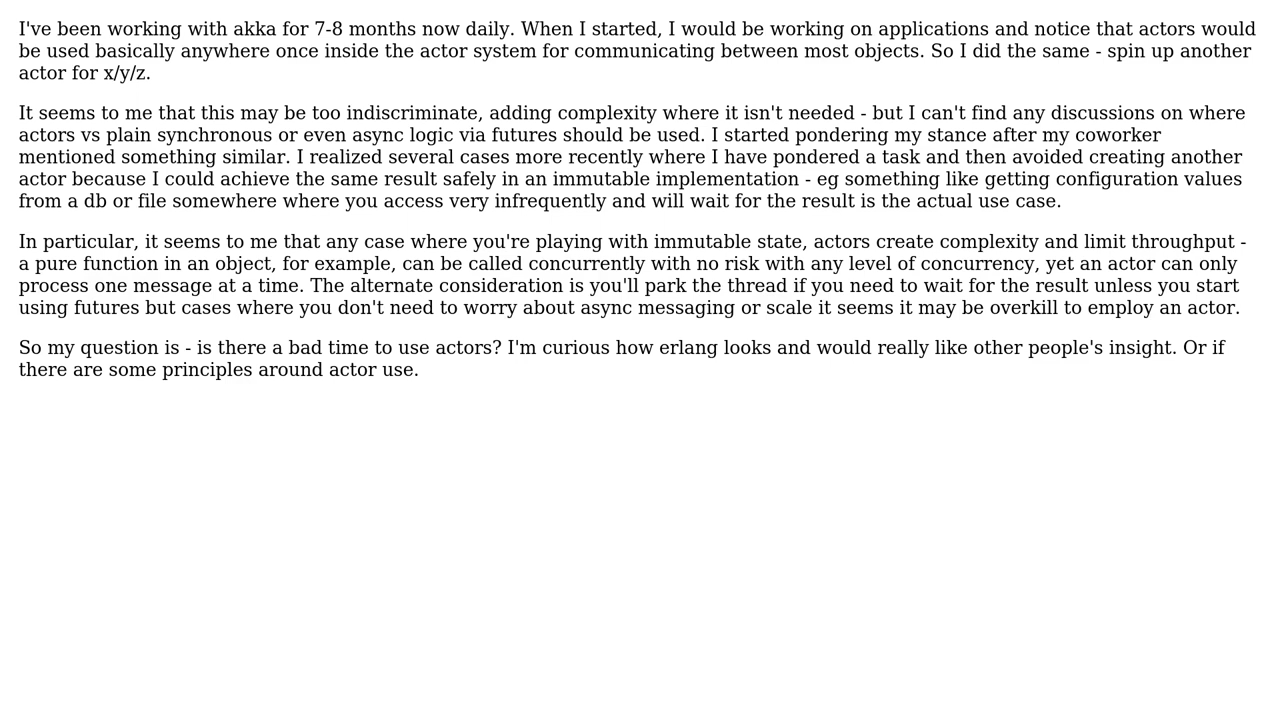 I've been working with akka for 7-8 months now daily. When I started, I would be working on applications and notice that actors would
be used basically anywhere once inside the actor system for communicating between most objects. So I did the same - spin up another
actor for x/y/z.
It seems to me that this may be too indiscriminate, adding complexity where it isn't needed - but I can't find any discussions on where
actors vs plain synchronous or even async logic via futures should be used. I started pondering my stance after my coworker
mentioned something similar. I realized several cases more recently where I have pondered a task and then avoided creating another
actor because I could achieve the same result safely in an immutable implementation - eg something like getting configuration values
from a db or file somewhere where you access very infrequently and will wait for the result is the actual use case.
In particular, it seems to me that any case where you're playing with immutable state, actors create complexity and limit throughput -
a pure function in an object, for example, can be called concurrently with no risk with any level of concurrency, yet an actor can only
process one message at a time. The alternate consideration is you'll park the thread if you need to wait for the result unless you start
using futures but cases where you don't need to worry about async messaging or scale it seems it may be overkill to employ an actor.
So my question is - is there a bad time to use actors? I'm curious how erlang looks and would really like other people's insight. Or if
there are some principles around actor use.